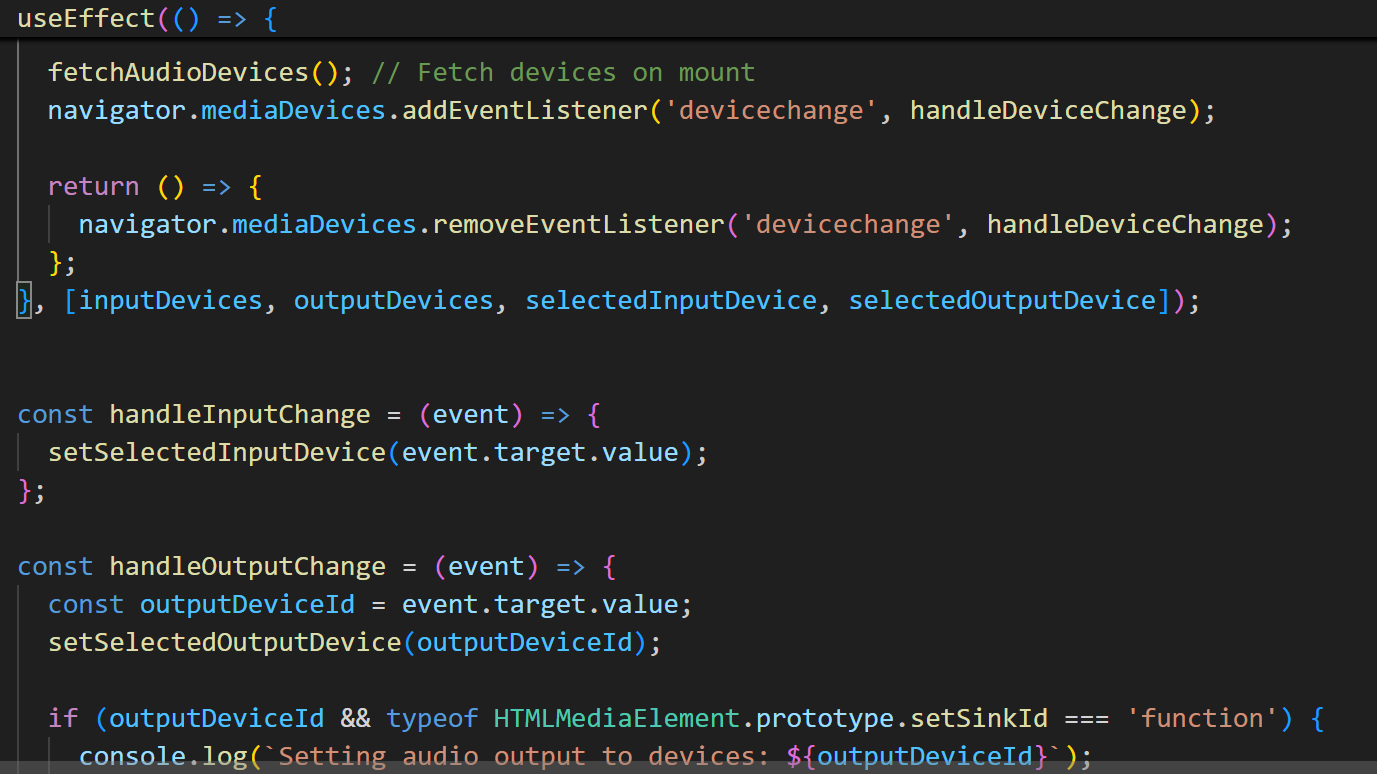 useEffect(() => {
fetchAudioDevices(); // Fetch devices on mount
navigator.mediaDevices.addEventListener('devicechange', handleDeviceChange);
return () => {
navigator.mediaDevices.removeEventListener('devicechange', handleDeviceChange);
};
}, [inputDevices, outputDevices, selectedInputDevice, selectedOutputDevice]);
const handleInputChange = (event) => {
setSelectedInputDevice(event.target.value);
};
const handleOutputChange = (event) => {
const outputDeviceId = event.target.value;
setSelectedOutputDevice(outputDeviceId);
if (outputDeviceId && typeof HTMLMediaElement.prototype.setSinkId === 'function') {
console.log(`Setting audio output to devices: ${outputDeviceId}`);